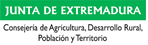 JUNTA DE EXTREMADURA
Consejería de Agricultura, Desarrollo Rural,
Población y Territorio